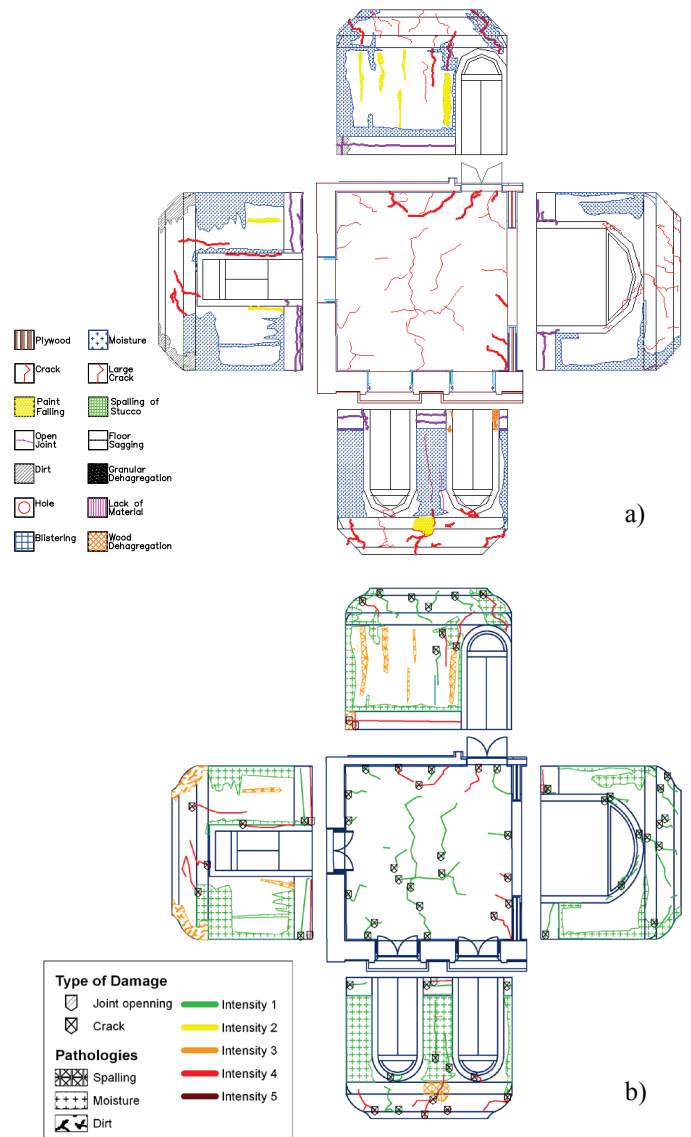 Plywood
Moisture
Crack
Large
Crack
Paint
Falling
Spalling of
Stucco
Open
Joint
Floor
Sagging
Dirt
Granular
Dehagregation
Hole
Lack of
Material
Blistering
Wood
Dehagregation
a)
Type of Damage
Joint openning
Crack
Pathologies
Spalling
Moisture
Dirt
Intensity 1
Intensity 2
Intensity 3
Intensity 4
Intensity 5
b)